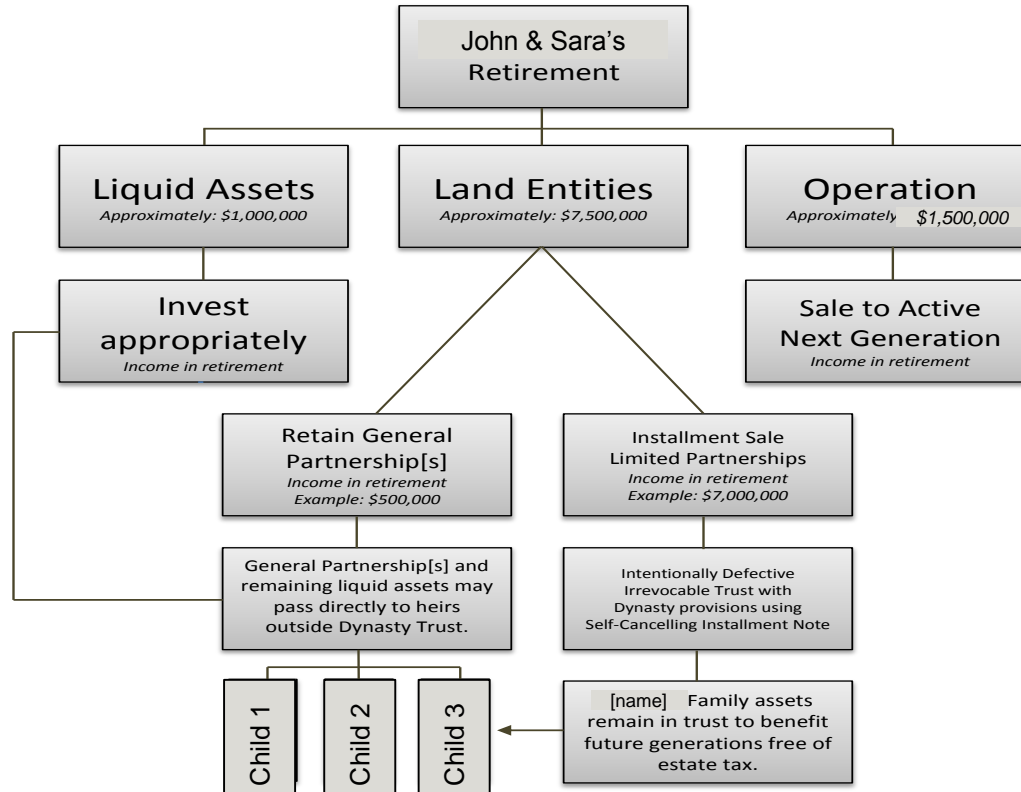 John & Sara's
Retirement
Liquid Assets
Approximately: $1,000,000
Land Entities
Approximately: $7,500,000
Operation
Approximately $1,500,000
Invest
appropriately
Income in retirement
Sale to Active
Next Generation
Income in retirement
Retain General
Partnership[s]
Income in retirement
Example: $500,000
Installment Sale
Limited Partnerships
Income in retirement
Example: $7,000,000
General Partnership[s] and
remaining liquid assets may
pass directly to heirs
outside Dynasty Trust.
Intentionally Defective
Irrevocable Trust with
Dynasty provisions using
Self-Cancelling Installment Note
Child 1
Child 2
Child 3
[name] Family assets
remain in trust to benefit
future generations free of
estate tax.